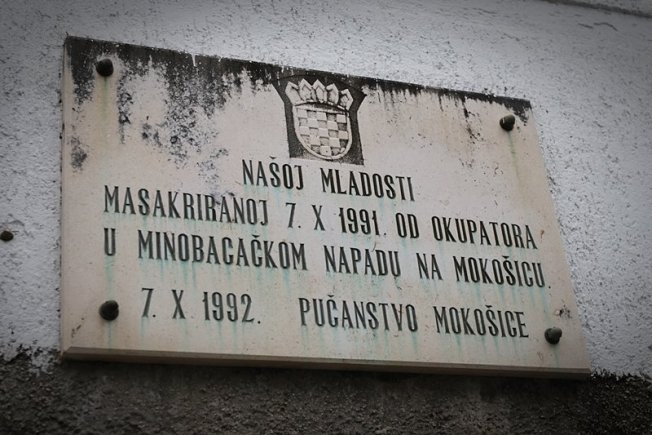 NAŠOJ MLADOSTI
MASAKRIRANOJ 7. X 1991. OD OKUPATORA
U MINOBACAČKOM NAPADU NA MOKOŠICU.
7. X 1992. PUČANSTVO MOKOŠICE